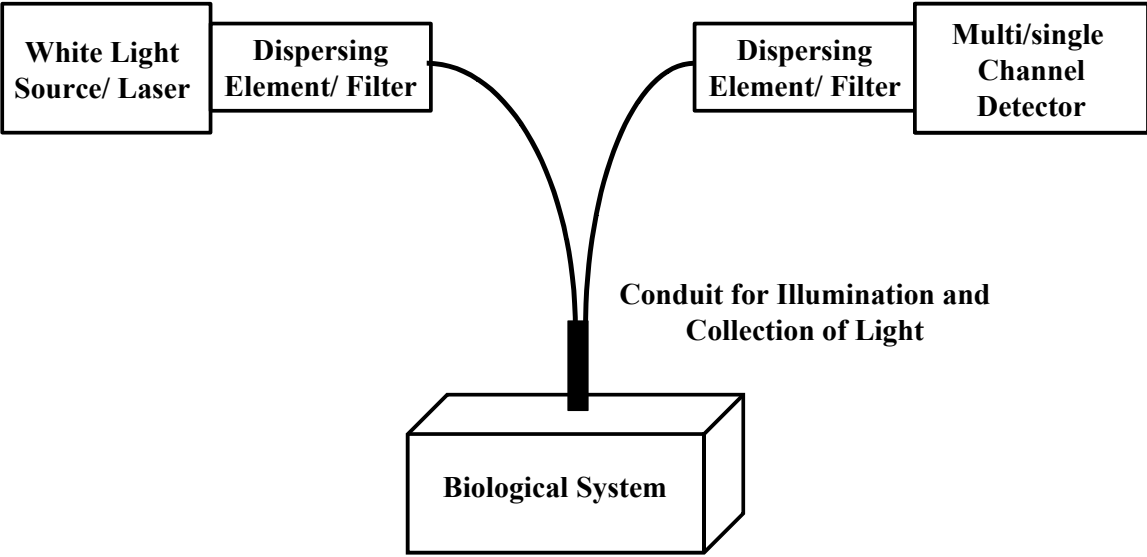 White Light
Source/ Laser
Dispersing
Element/ Filter
Dispersing
Element/ Filter
Multi/single
Channel
Detector
Conduit for Illumination and
Collection of Light
Biological System